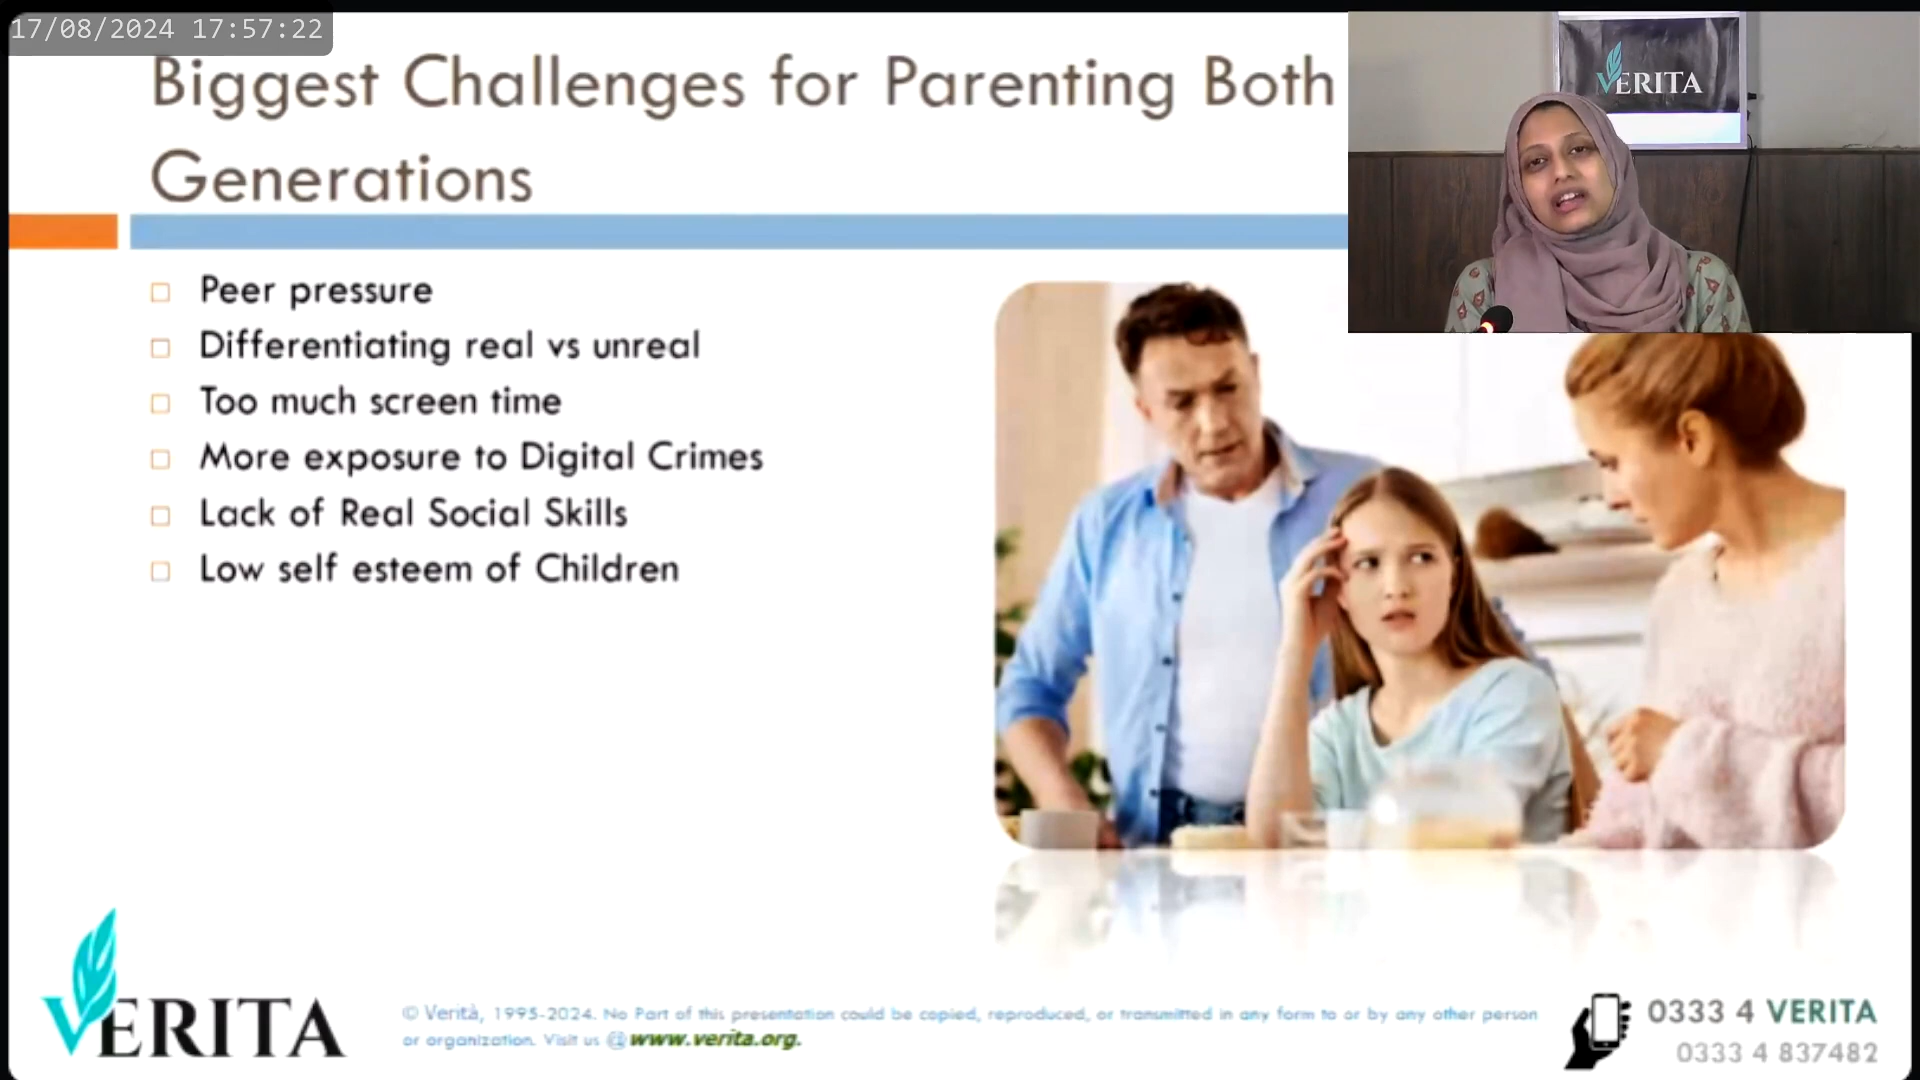 17/08/2024 17:57:22
Biggest Challenges for Parenting Both
Generations
VERITA
Peer pressure
Differentiating real vs unreal
Too much screen time
More exposure to Digital Crimes
Lack of Real Social Skills
Low self esteem of Children
VERITA
© Verità, 1995-2024. No Part of this presentation could be copied, reproduced, or transmitted in any form to or by any other person
or organization. Visit us @www.verita.org.
0333 4 VERITA
0333 4 837482